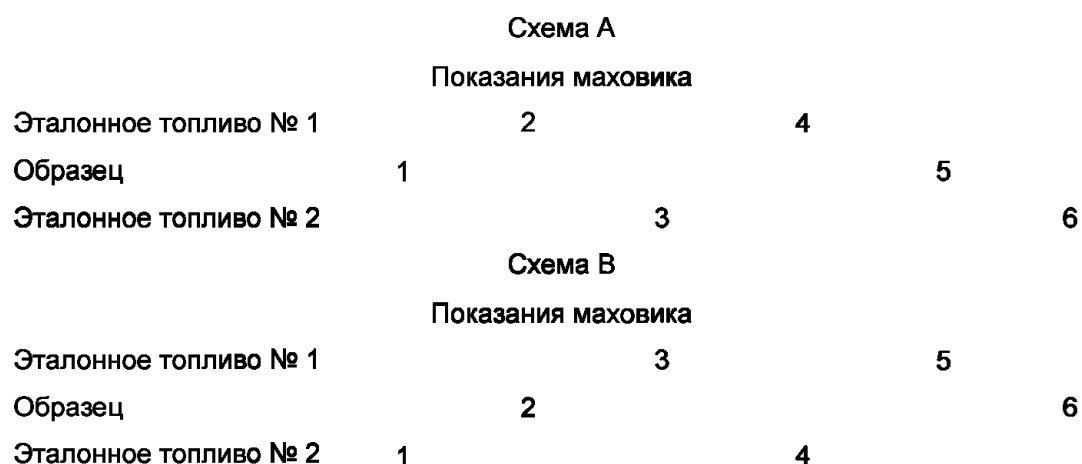 Схема А
Показания маховика
Эталонное топливо № 1 2 4
Образец 1 5
Эталонное топливо № 2 3 6
Схема В
Показания маховика
Эталонное топливо № 1 3 5
Образец 2 6
Эталонное топливо № 2 1 4